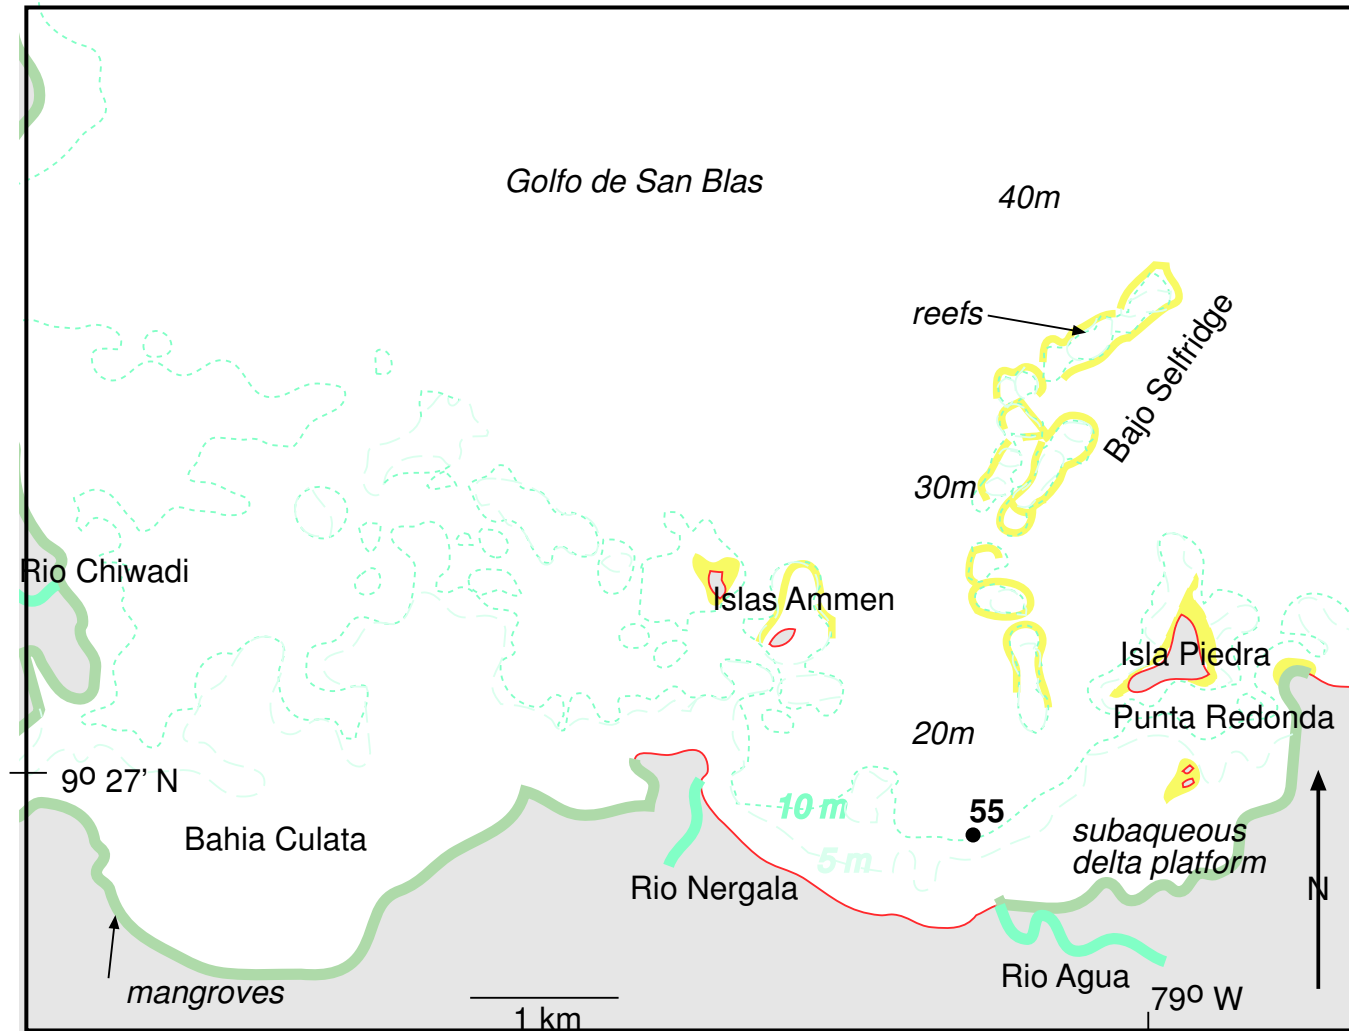 Golfo de San Blas
40m
reefs
Bajo Selfridge
30m
Rio Chiwadi
Islas Ammen
Isla Piedra
Punta Redonda
20m
9o 27' N
10 m
55
Bahia Culata
subaqueous
delta platform
5 m
Rio Nergala
N
Rio Agua
mangroves
79o W
1 km